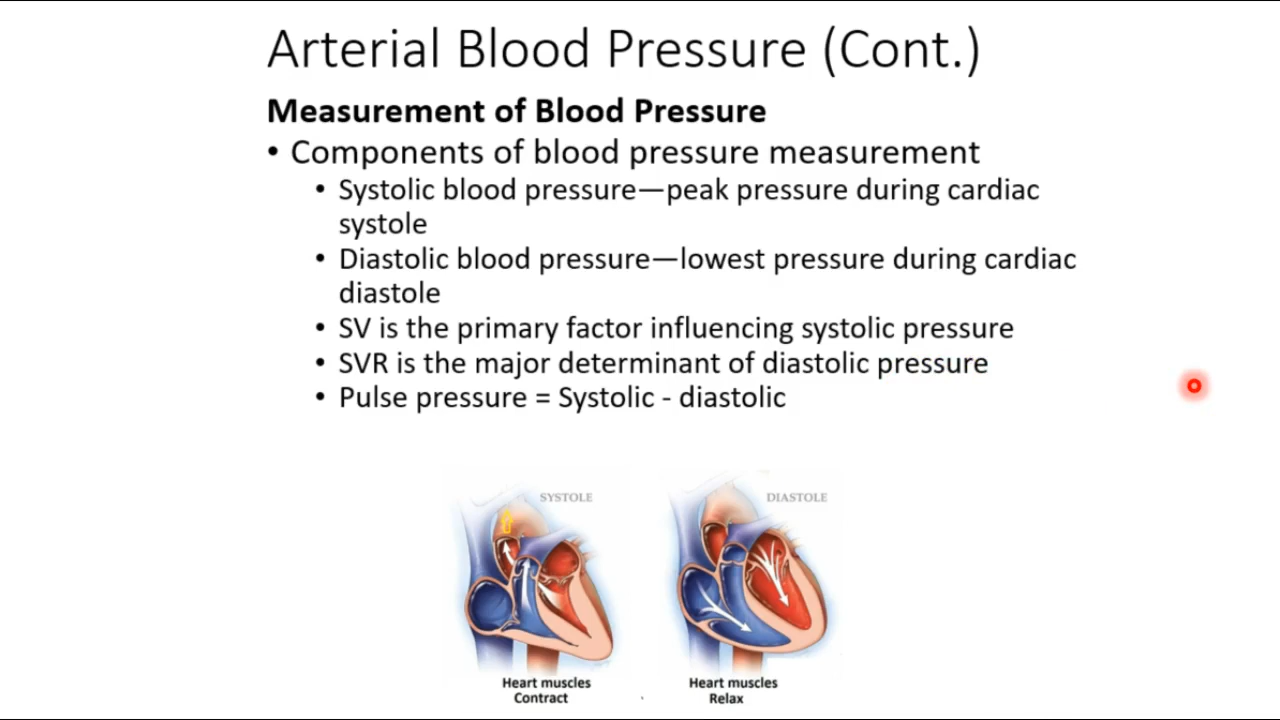 Arterial Blood Pressure (Cont.)
Measurement of Blood Pressure
• Components of blood pressure measurement
• Systolic blood pressure—peak pressure during cardiac
systole
• Diastolic blood pressure—lowest pressure during cardiac
diastole
• SV is the primary factor influencing systolic pressure
• SVR is the major determinant of diastolic pressure
• Pulse pressure = Systolic - diastolic
SYSTOLE
DIASTOLE
Heart muscles
Contract
Heart muscles
Relax